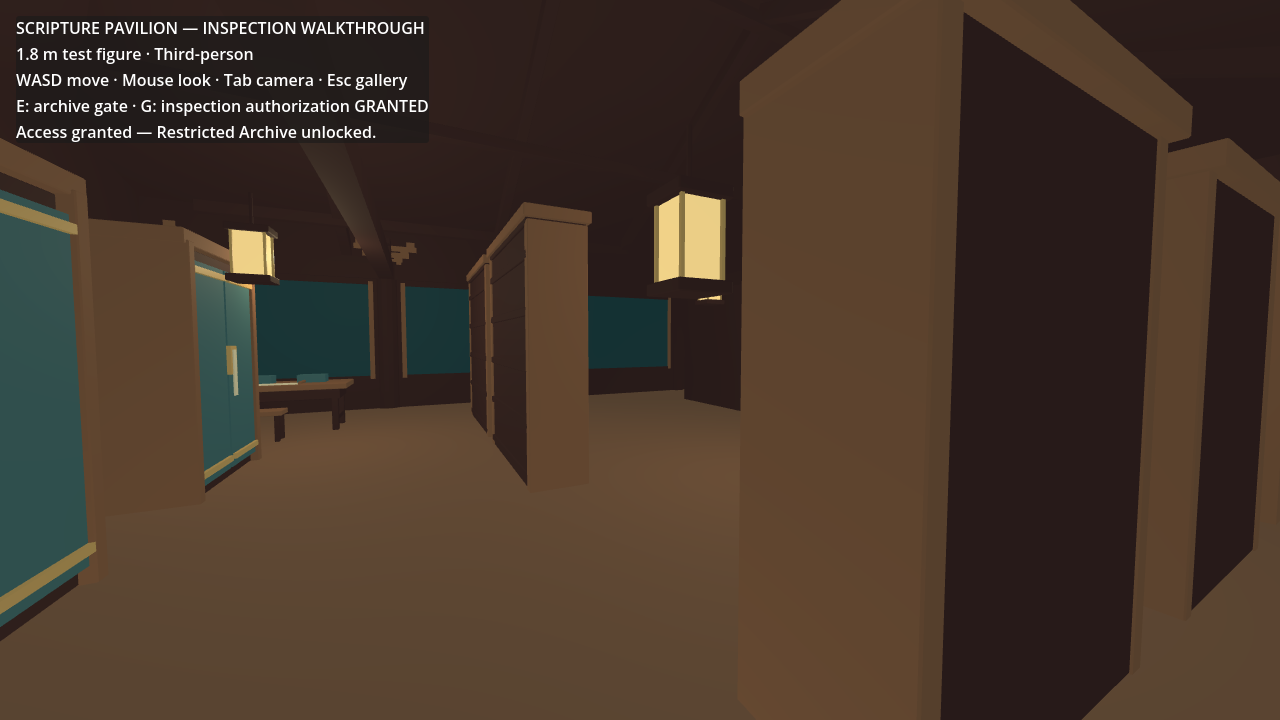 SCRIPTURE PAVILION — INSPECTION WALKTHROUGH
1.8 m test figure · Third-person
WASD move · Mouse look · Tab camera · Esc gallery
E: archive gate · G: inspection authorization GRANTED
Access granted — Restricted Archive unlocked.